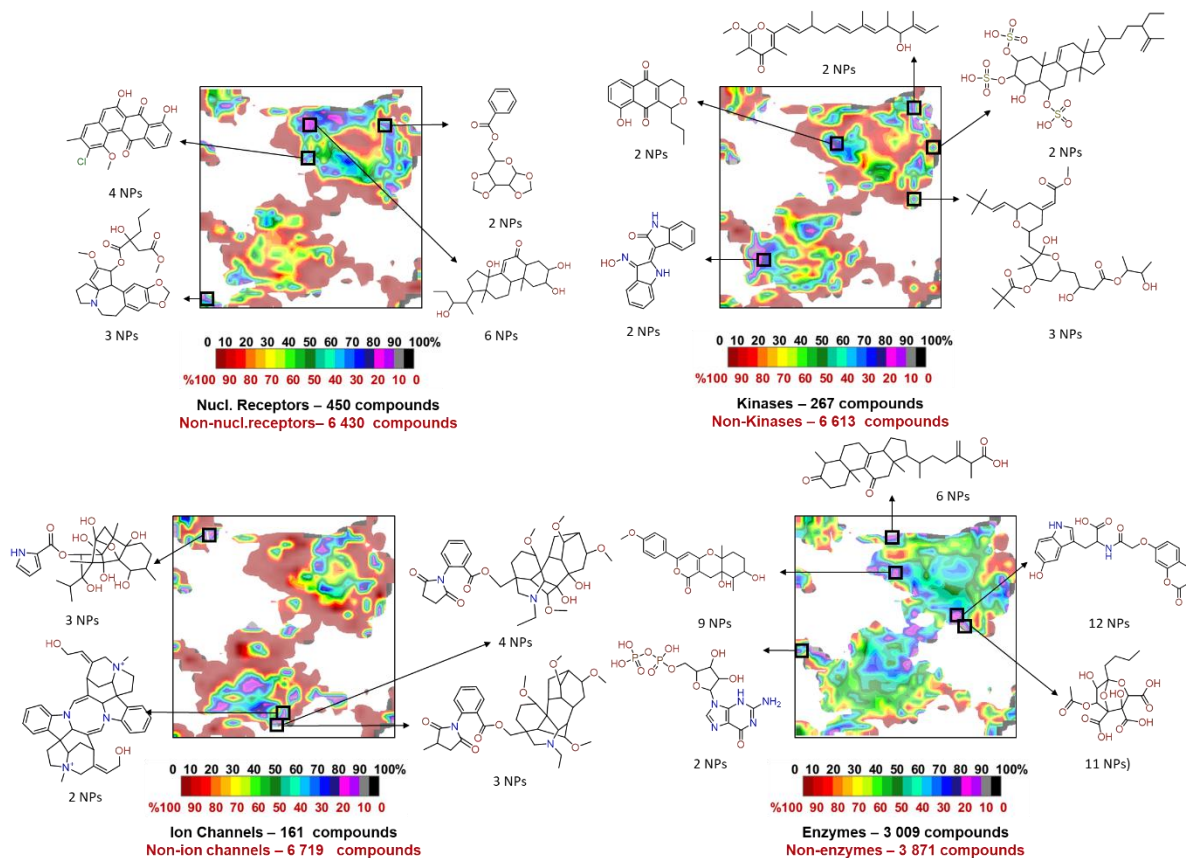 4 NPs
2 NPs
3 NPs
6 NPs
0 10 20 30 40 50 60 70 80 90 100%
%100 90 80 70 60 50 40 30 20 10 0
Nucl. Receptors – 450 compounds
Non-nucl.receptors– 6 430 compounds
2 NPs
2 NPs
2 NPs
2 NPs
3 NPs
0 10 20 30 40 50 60 70 80 90 100%
%100 90 80 70 60 50 40 30 20 10 0
Kinases – 267 compounds
Non-Kinases – 6 613 compounds
3 NPs
4 NPs
2 NPs
3 NPs
0 10 20 30 40 50 60 70 80 90 100%
%100 90 80 70 60 50 40 30 20 10 0
Ion Channels – 161 compounds
Non-ion channels – 6 719 compounds
6 NPs
9 NPs
12 NPs
2 NPs
11 NPs)
0 10 20 30 40 50 60 70 80 90 100%
%100 90 80 70 60 50 40 30 20 10 0
Enzymes – 3 009 compounds
Non-enzymes – 3 871 compounds